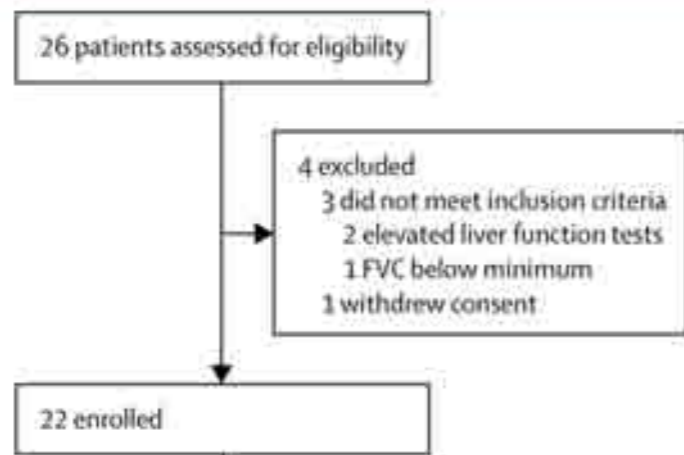 26 patients assessed for eligibility
4 excluded
3 did not meet inclusion criteria
2 elevated liver function tests
1 FVC below minimum
1 withdrew consent
22 enrolled